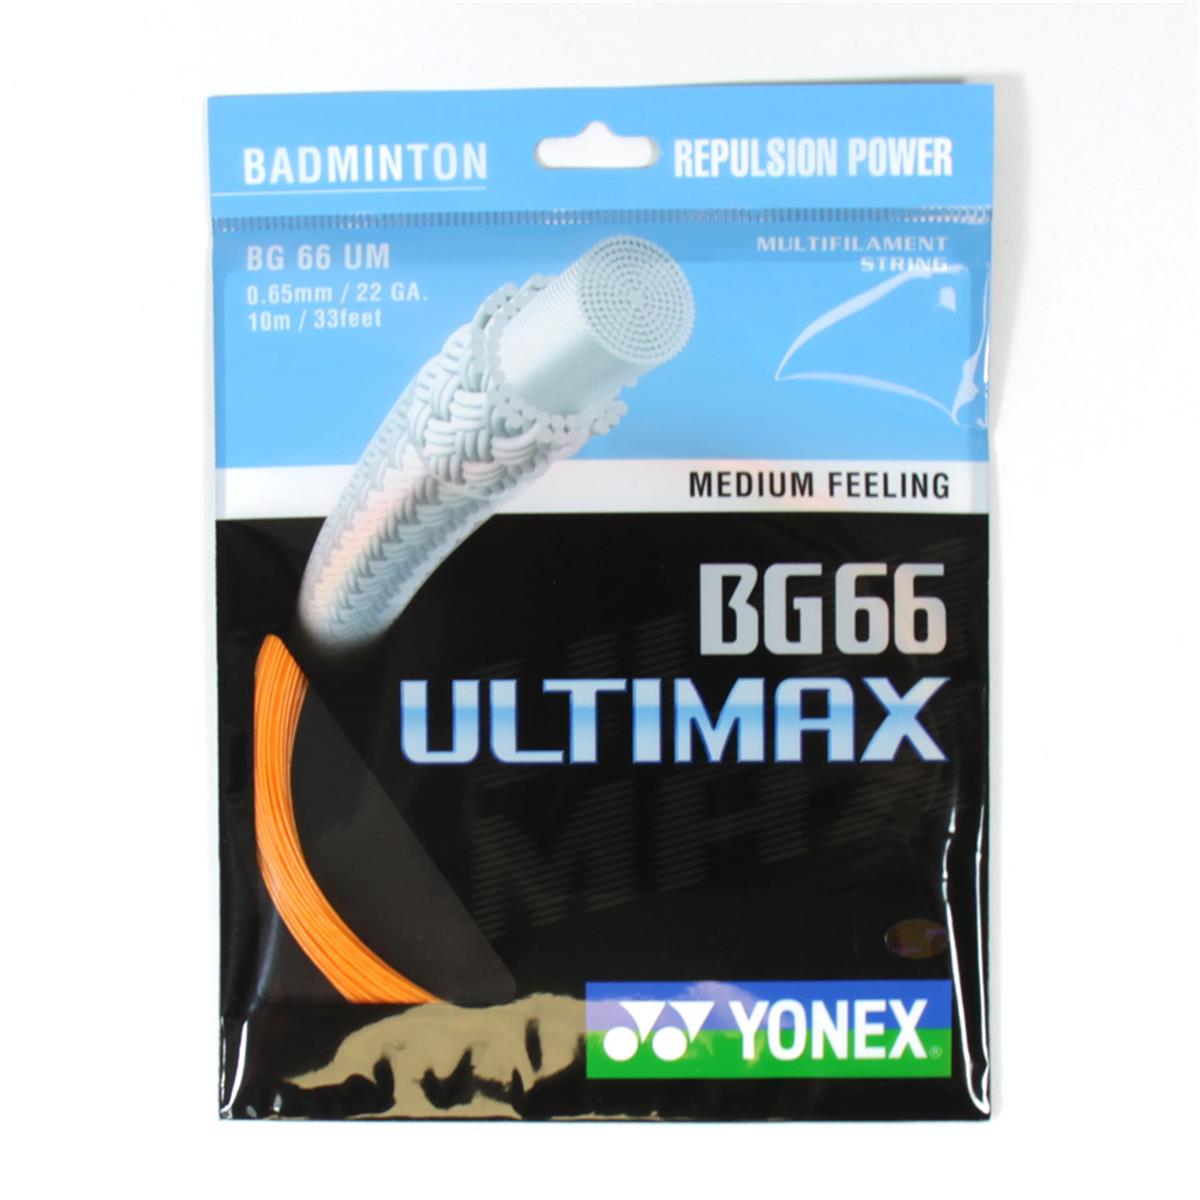 BADMINTON
REPULSION POWER
BG 66 UM
0.65mm / 22 GA.
10m / 33feet
MULTIFILAMENT
STRING
MEDIUM FEELING
BG66
ULTIMAX
YONEX®